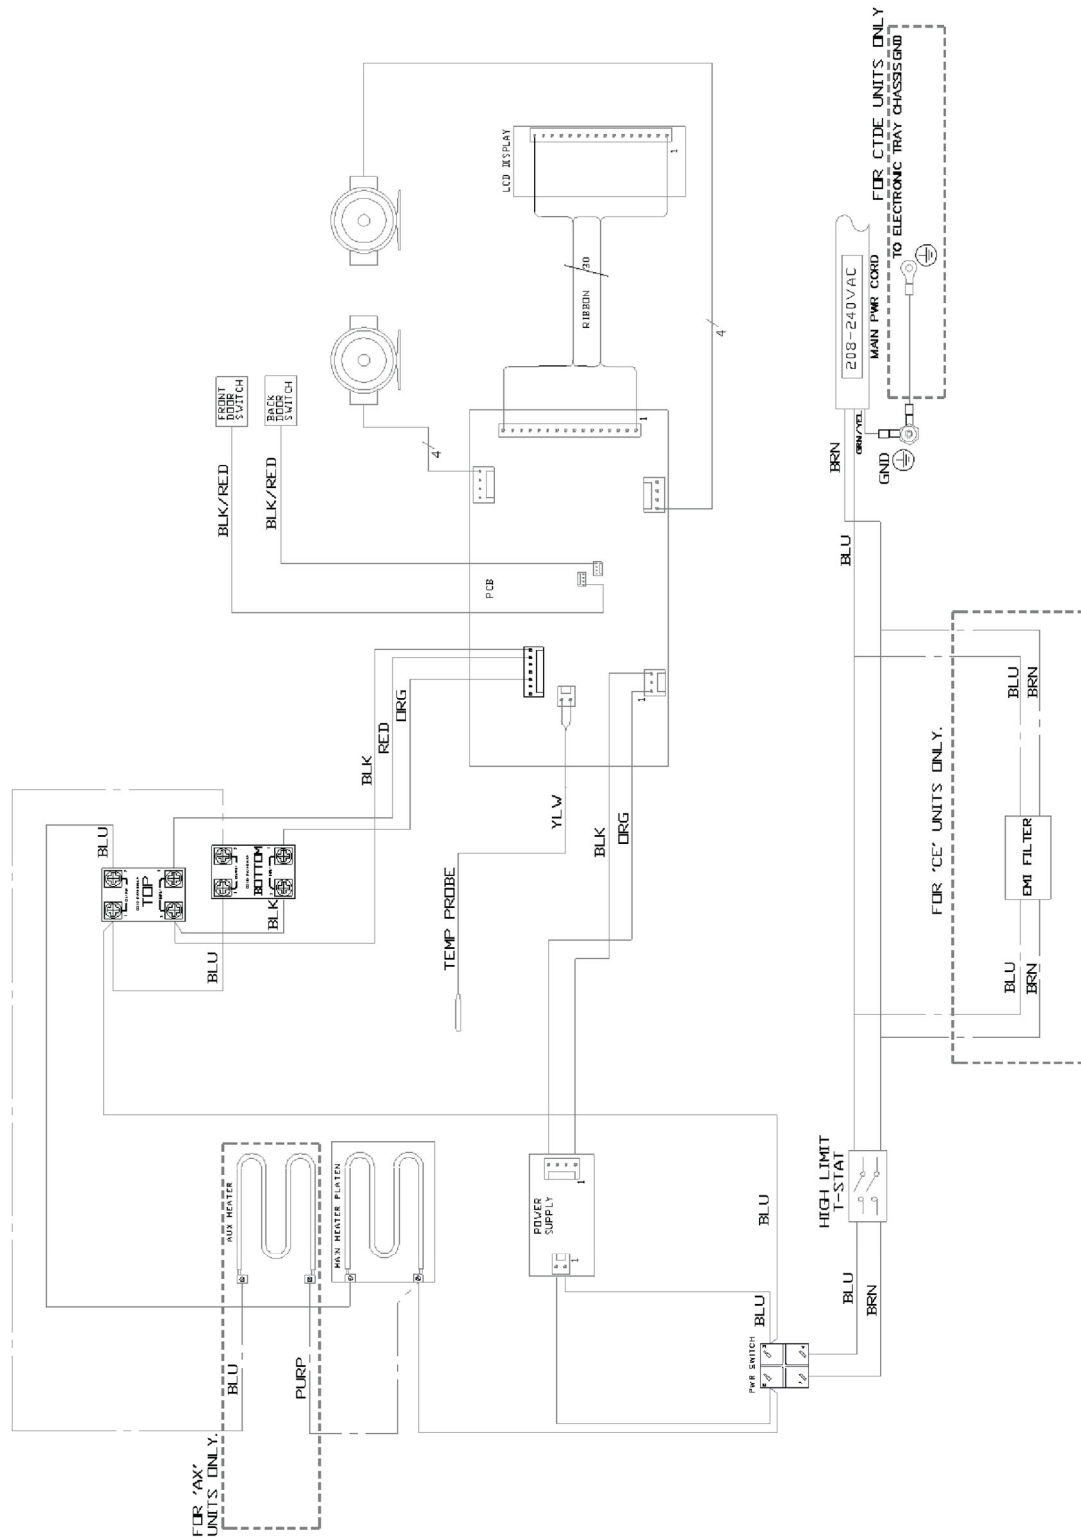 LCD DISPLAY
1
RIBBON
30
4
FRONT
DOOR
SWITCH
BACK
DOOR
SWITCH
4
BLK/RED
BLK/RED
PCB
1
1
BLK
RED
ORG
BLU
TOP
BOTTOM
BLK
BLU
YLW
TEMP PROBE
BLK
ORG
AUX HEATER
MAIN HEATER PLATEN
BLU
PURP
FOR 'AX'
UNITS ONLY.
POWER
SUPPLY
1
1
BLU
BLU
PWR SWITCH
HIGH LIMIT
T-STAT
BLU
BRN
FOR CTDE UNITS ONLY
TO ELECTRONIC TRAY CHASSIS GND
208-240VAC
MAIN PWR CORD
GRN/YEL
GND
BRN
BLU
FOR 'CE' UNITS ONLY.
BLU
BRN
EMI FILTER
BLU
BRN